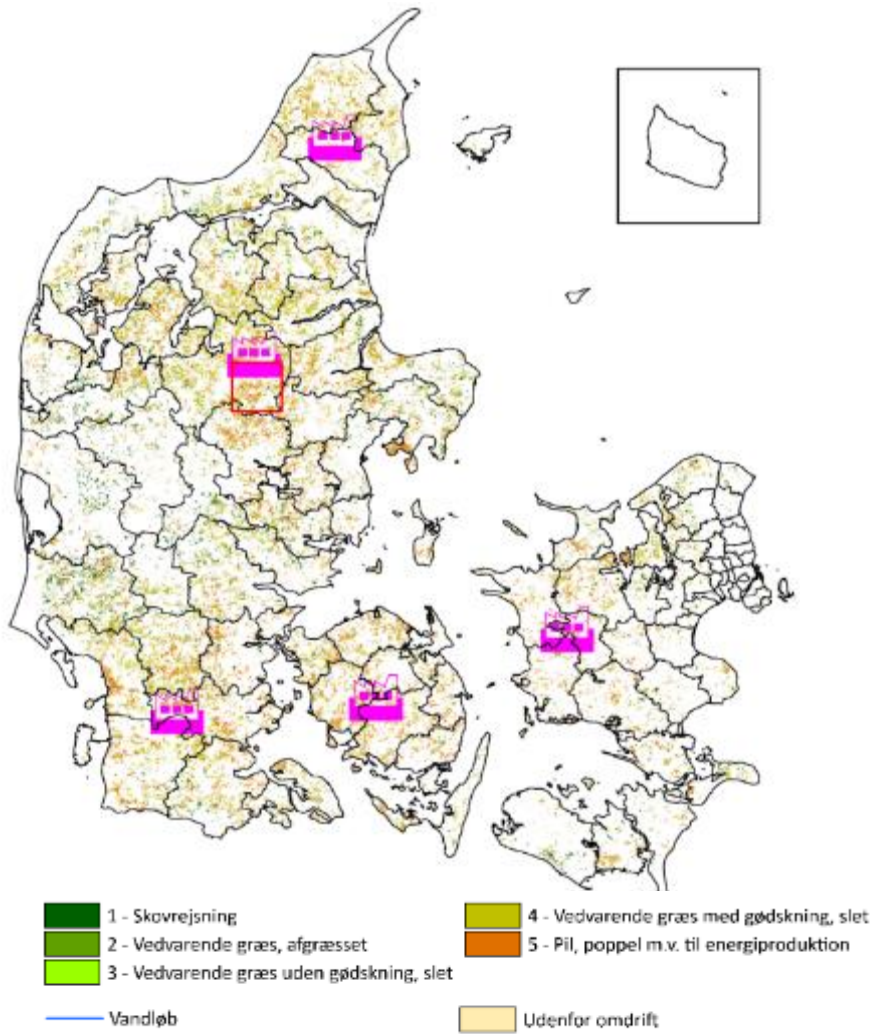 1 - Skovrejsning
2 - Vedvarende græs, afgræsset
3 - Vedvarende græs uden gødskning, slet
4 - Vedvarende græs med gødskning, slet
5 - Pil, poppel m.v. til energiproduktion
Vandløb
Udenfor omdrift